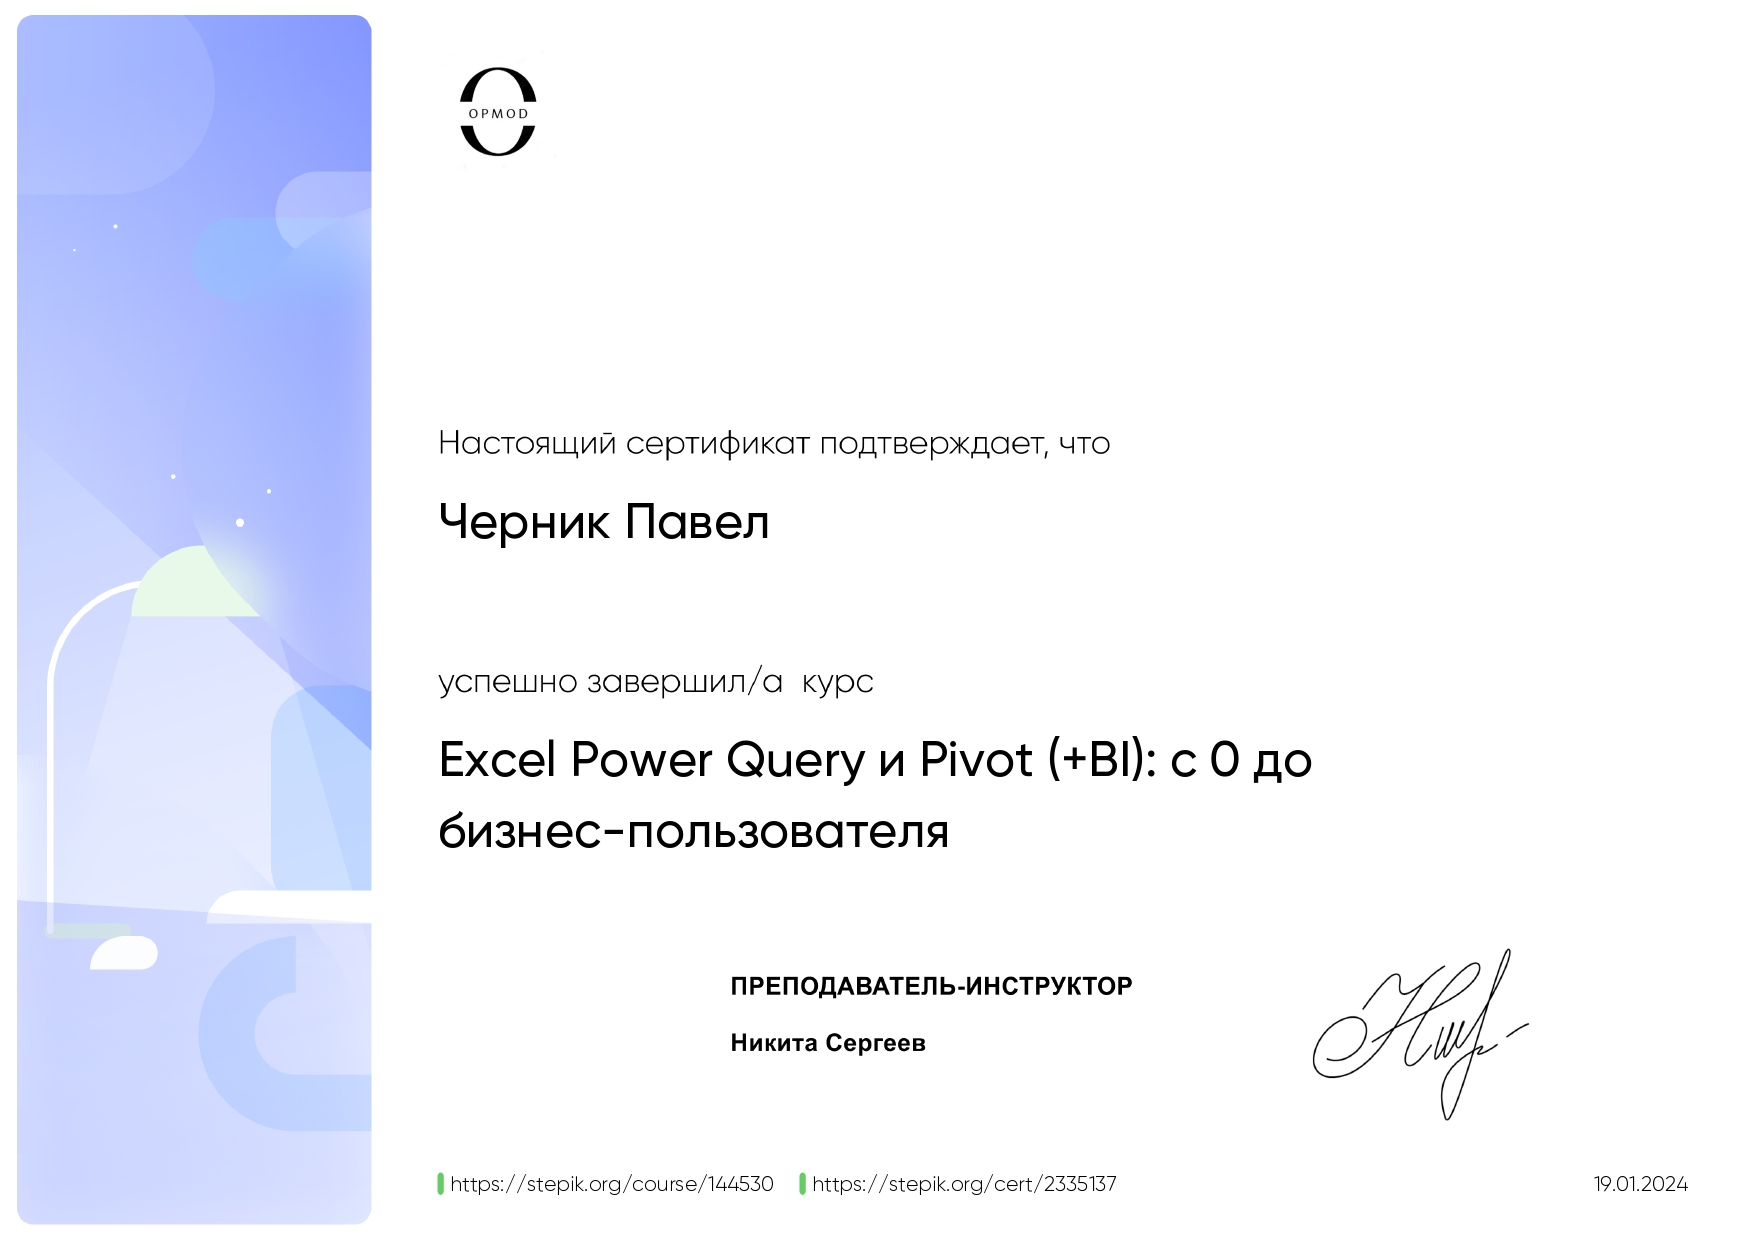 OPMOD
Настоящий сертификат подтверждает, что
Черник Павел
успешно завершил/а курс
Excel Power Query и Pivot (+BI): с 0 до
бизнес-пользователя
ПРЕПОДАВАТЕЛЬ-ИНСТРУКТОР
Никита Сергеев
https://stepik.org/course/144530 https://stepik.org/cert/2335137 19.01.2024